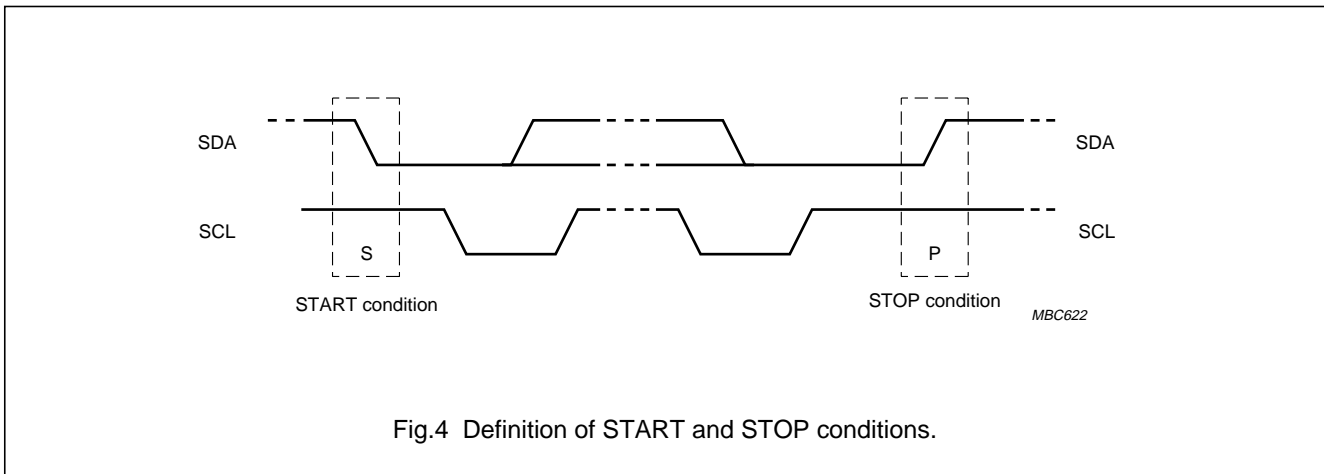 SDA
SDA
SCL
SCL
S
P
START condition
STOP condition
MBC622
Fig.4 Definition of START and STOP conditions.